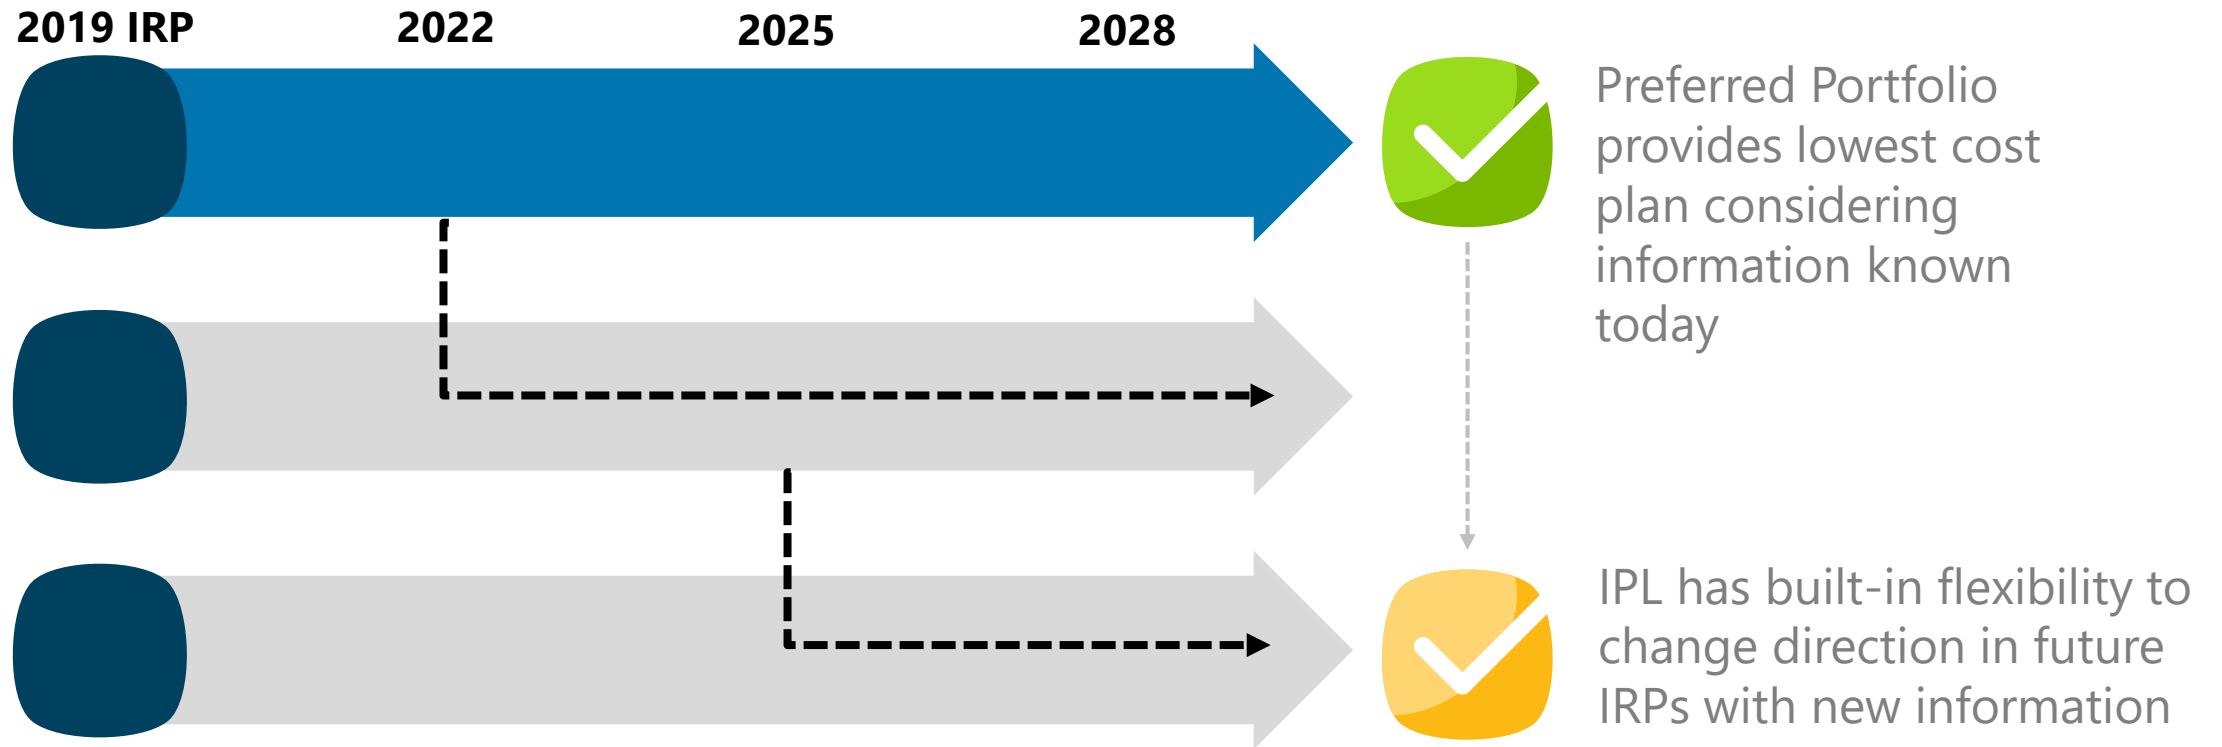 2019 IRP
2022
2025
2028
Preferred Portfolio
provides lowest cost
plan considering
information known
today
IPL has built-in flexibility to
change direction in future
IRPs with new information